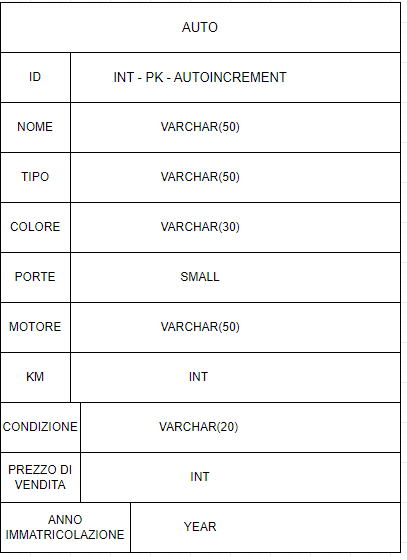 AUTO
ID INT - PK - AUTOINCREMENT
NOME VARCHAR(50)
TIPO VARCHAR(50)
COLORE VARCHAR(30)
PORTE SMALL
MOTORE VARCHAR(50)
KM INT
CONDIZIONE VARCHAR(20)
PREZZO DI
VENDITA INT
ANNO
IMMATRICOLAZIONE YEAR